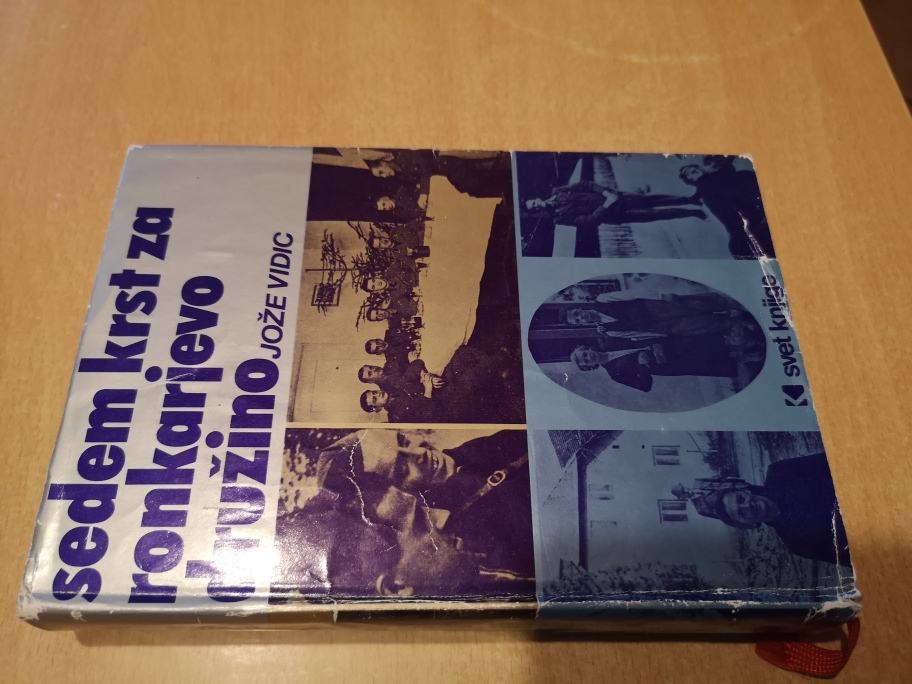 sedem krst za
ronkarjevo
družino
JOŽE VIDIC
svet knjige